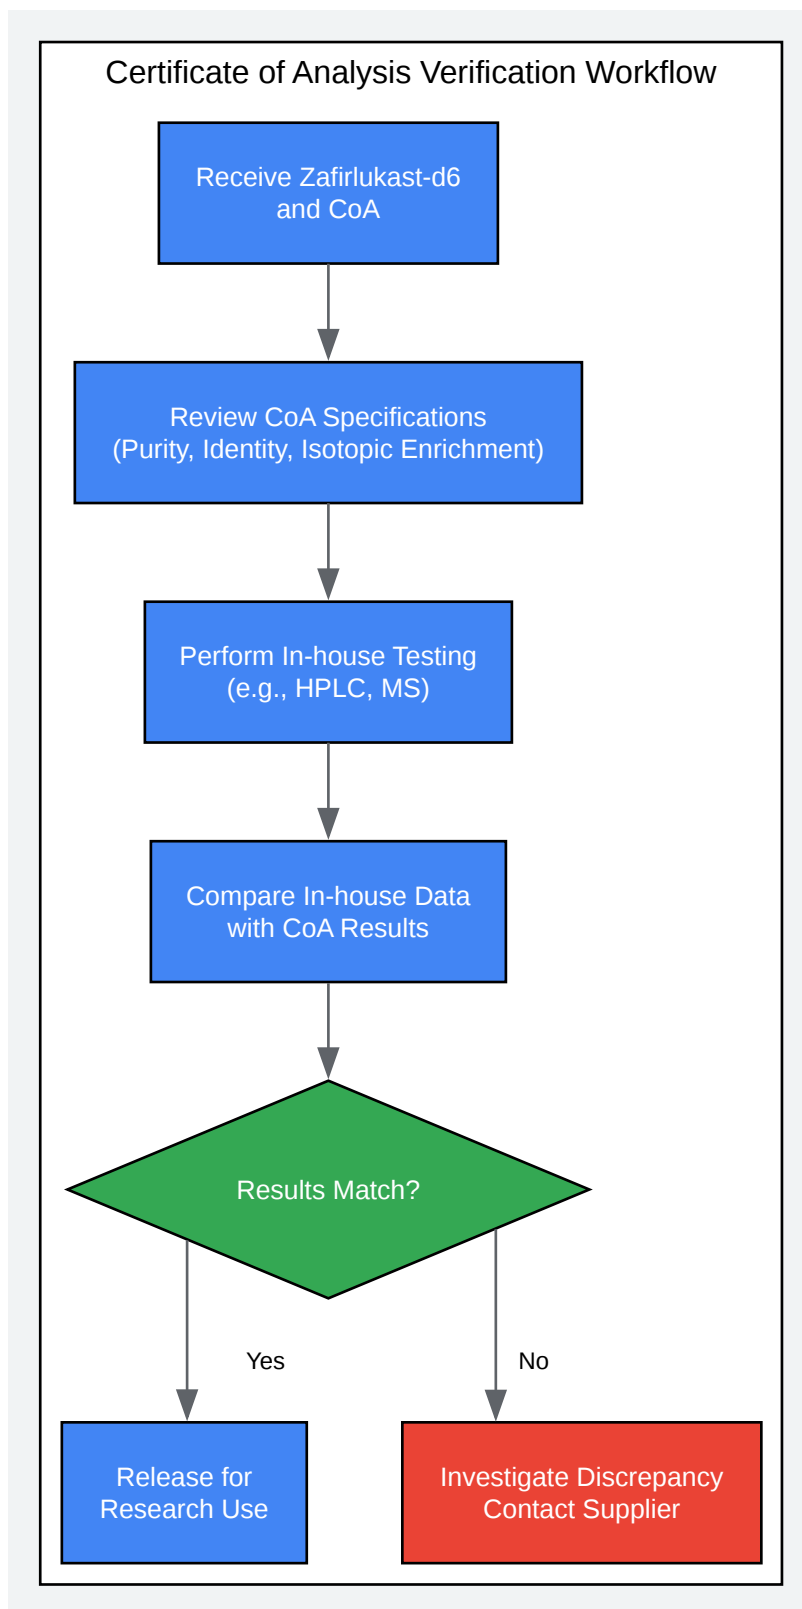 Certificate of Analysis Verification Workflow
Receive Zafirlukast-d6
and CoA
Review CoA Specifications
(Purity, Identity, Isotopic Enrichment)
Perform In-house Testing
(e.g., HPLC, MS)
Compare In-house Data
with CoA Results
Results Match?
Yes
No
Release for
Research Use
Investigate Discrepancy
Contact Supplier